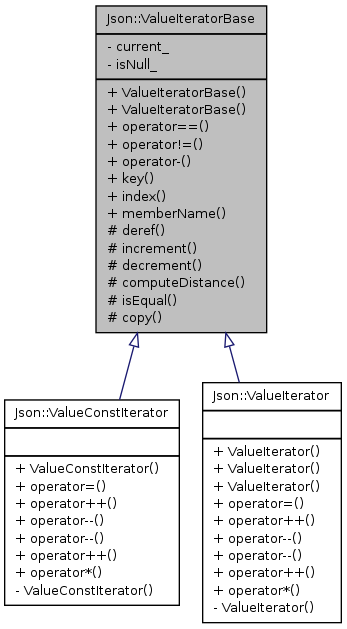 Json::ValueIteratorBase
- current_
- isNull_
+ ValueIteratorBase()
+ ValueIteratorBase()
+ operator==()
+ operator!=()
+ operator-()
+ key()
+ index()
+ memberName()
# deref()
# increment()
# decrement()
# computeDistance()
# isEqual()
# copy()
Json::ValueConstIterator
+ ValueConstIterator()
+ operator=()
+ operator++()
+ operator--()
+ operator--()
+ operator++()
+ operator*()
- ValueConstIterator()
Json::ValueIterator
+ ValueIterator()
+ ValueIterator()
+ ValueIterator()
+ operator=()
+ operator++()
+ operator--()
+ operator--()
+ operator++()
+ operator*()
- ValueIterator()